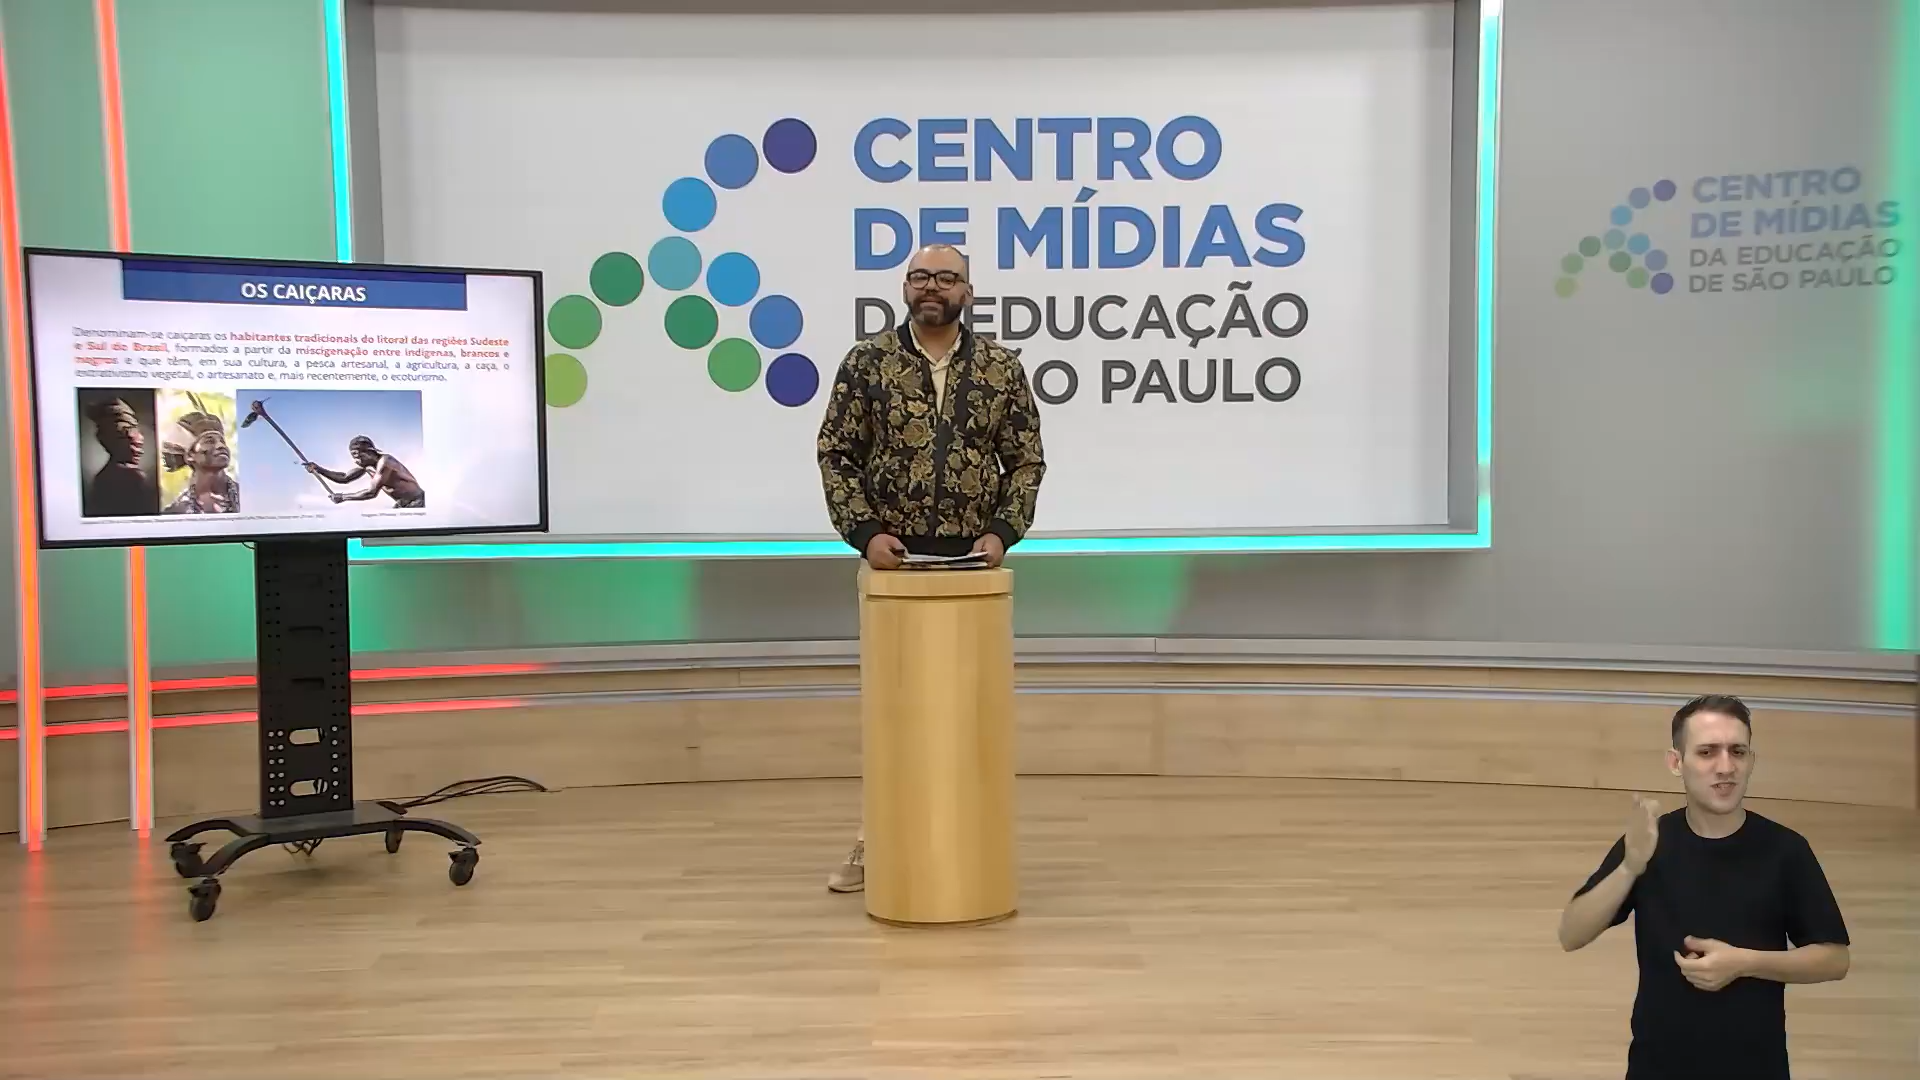 CENTRO
DE MÍDIAS
DA EDUCAÇÃO
ÃO PAULO
CENTRO
DE MÍDIAS
DA EDUCAÇÃO
DE SÃO PAULO
OS CAIÇARAS
Denominam-se caiçaras os habitantes tradicionais do litoral das regiões Sudeste
e Sul do Brasil, formados a partir da miscigenação entre indígenas, brancos e
negros e que têm, em sua cultura, a pesca artesanal, a agricultura, a caça, o
extrativismo vegetal, o artesanato e, mais recentemente, o ecoturismo.